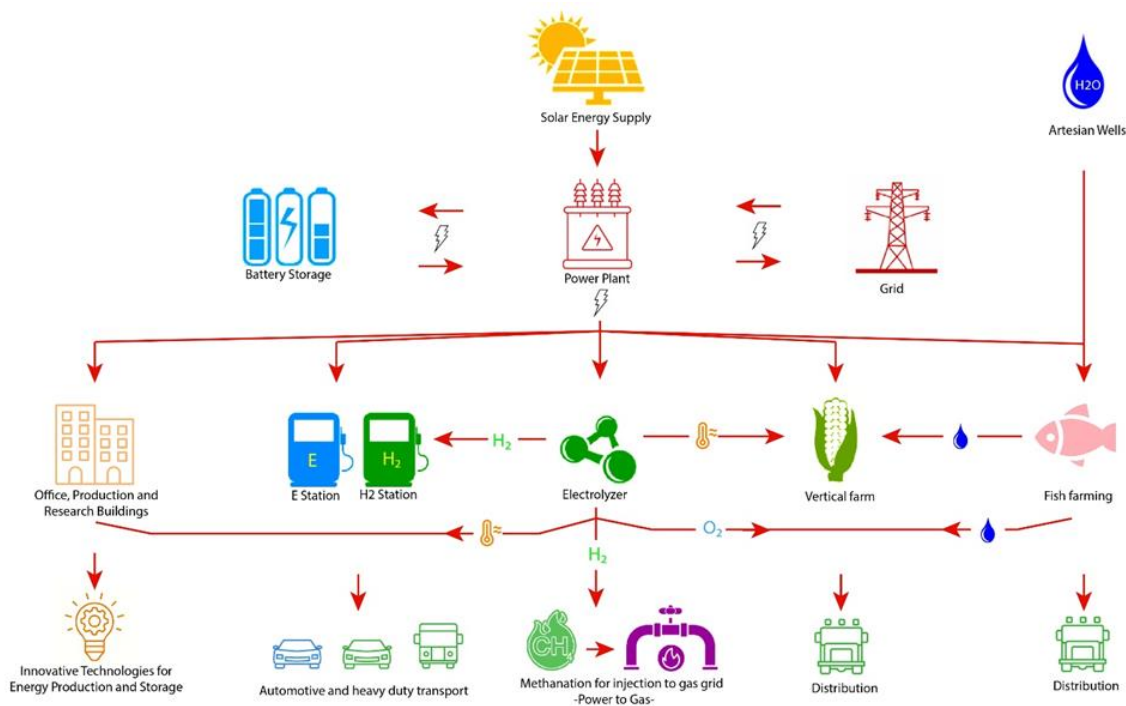 Solar Energy Supply
H2O
Artesian Wells
Battery Storage
Power Plant
Grid
E
H₂
H₂
E Station
H2 Station
Electrolyzer
Vertical farm
Fish farming
Office, Production and
Research Buildings
O₂
H₂
CH
Innovative Technologies for
Energy Production and Storage
Automotive and heavy duty transport
Methanation for injection to gas grid
-Power to Gas-
Distribution
Distribution